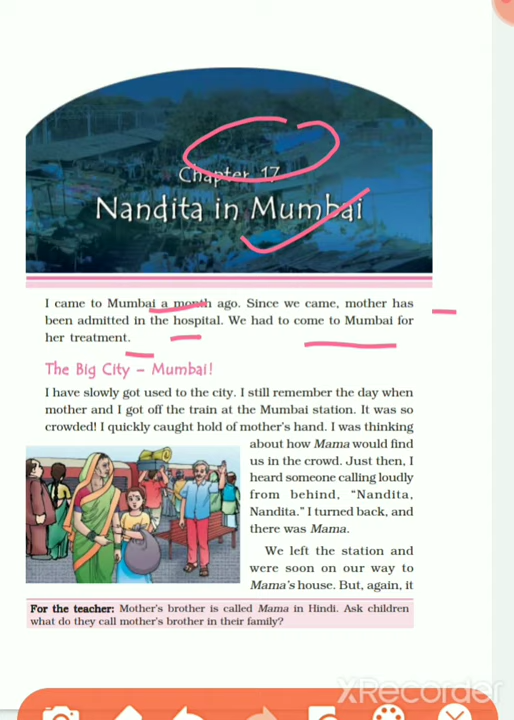 Chapter 17
Nandita in Mumbai
I came to Mumbai a month ago. Since we came, mother has
been admitted in the hospital. We had to come to Mumbai for
her treatment.
The Big City – Mumbai!
I have slowly got used to the city. I still remember the day when
mother and I got off the train at the Mumbai station. It was so
crowded! I quickly caught hold of mother's hand. I was thinking
about how Mama would find
us in the crowd. Just then, I
heard someone calling loudly
from behind, “Nandita,
Nandita.” I turned back, and
there was Mama.
We left the station and
were soon on our way to
Mama's house. But, again, it
For the teacher: Mother's brother is called Mama in Hindi. Ask children
what do they call mother's brother in their family?
XRecorder